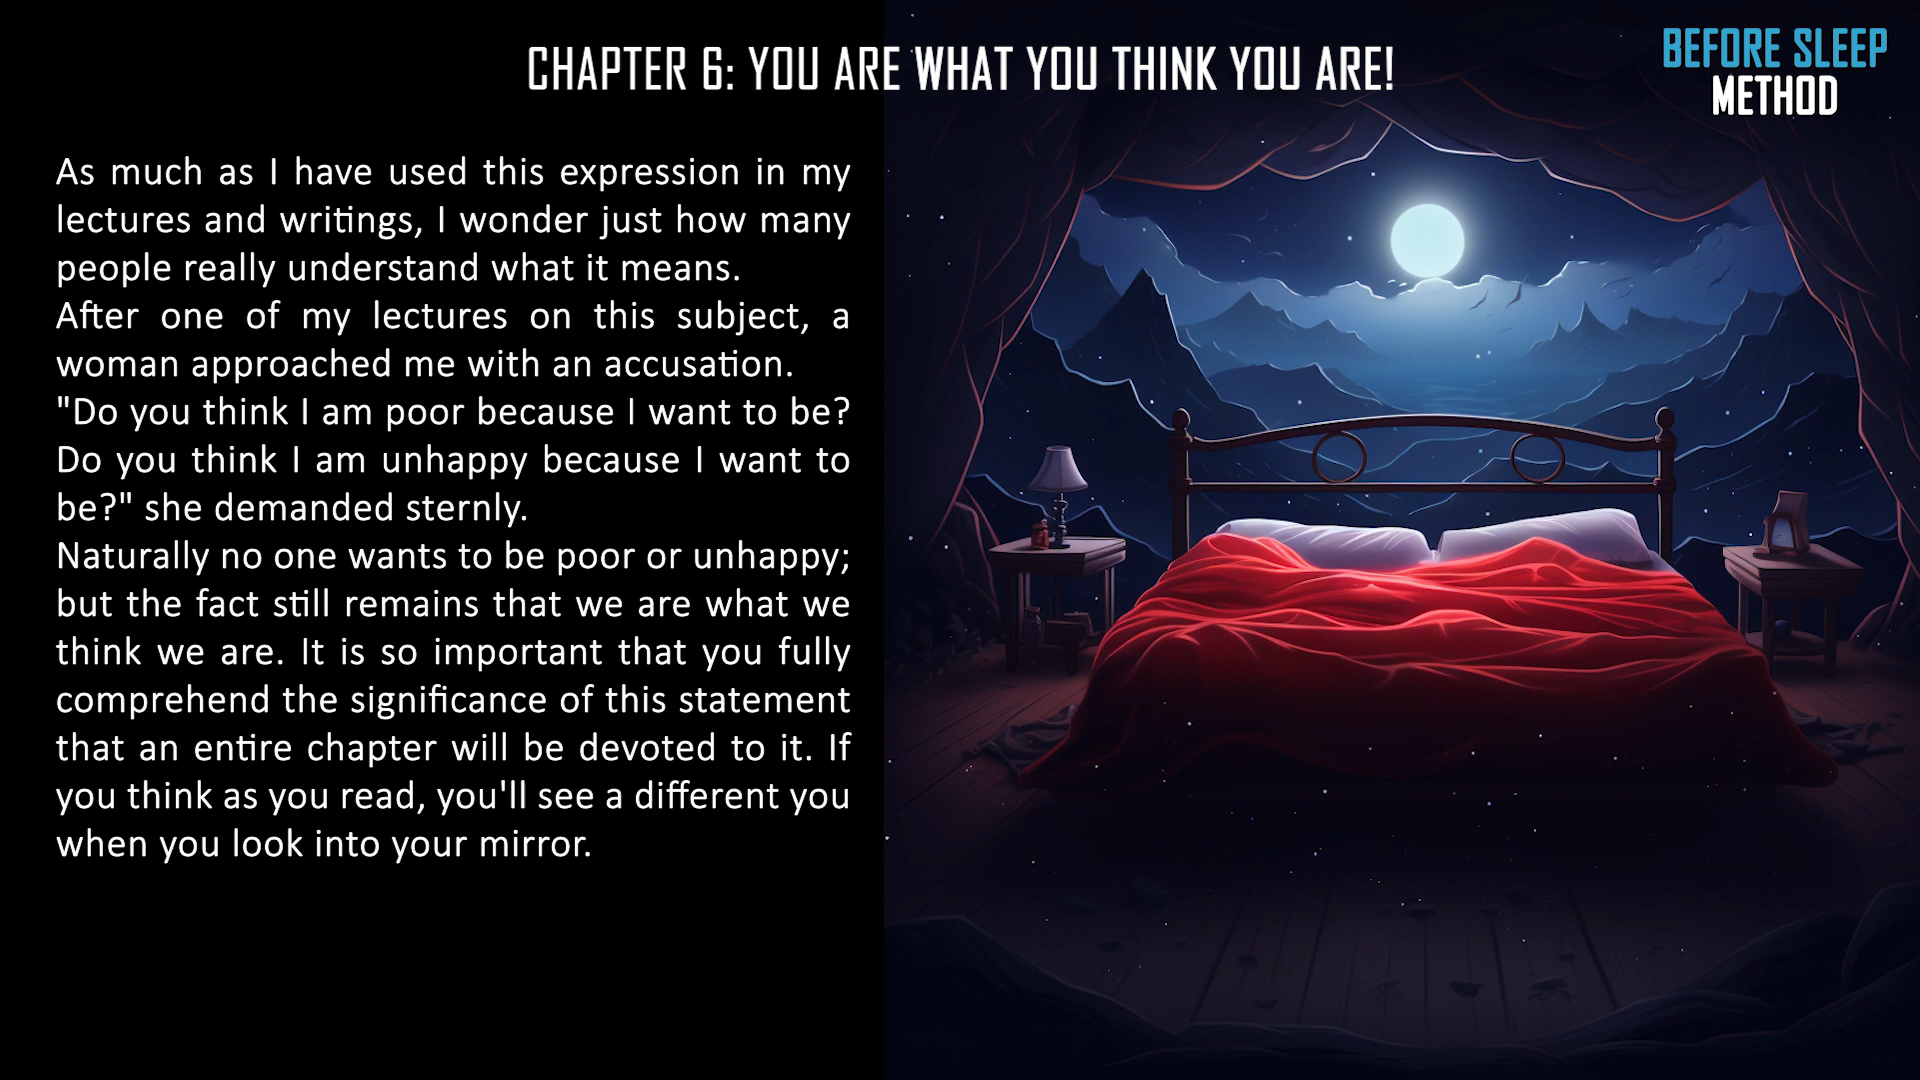 CHAPTER 6: YOU ARE WHAT YOU THINK YOU ARE!
BEFORE SLEEP
METHOD
As much as I have used this expression in my
lectures and writings, I wonder just how many
people really understand what it means.
After one of my lectures on this subject, a
woman approached me with an accusation.
"Do you think I am poor because I want to be?
Do you think I am unhappy because I want to
be?" she demanded sternly.
Naturally no one wants to be poor or unhappy;
but the fact still remains that we are what we
think we are. It is so important that you fully
comprehend the significance of this statement
that an entire chapter will be devoted to it. If
you think as you read, you'll see a different you
when you look into your mirror.